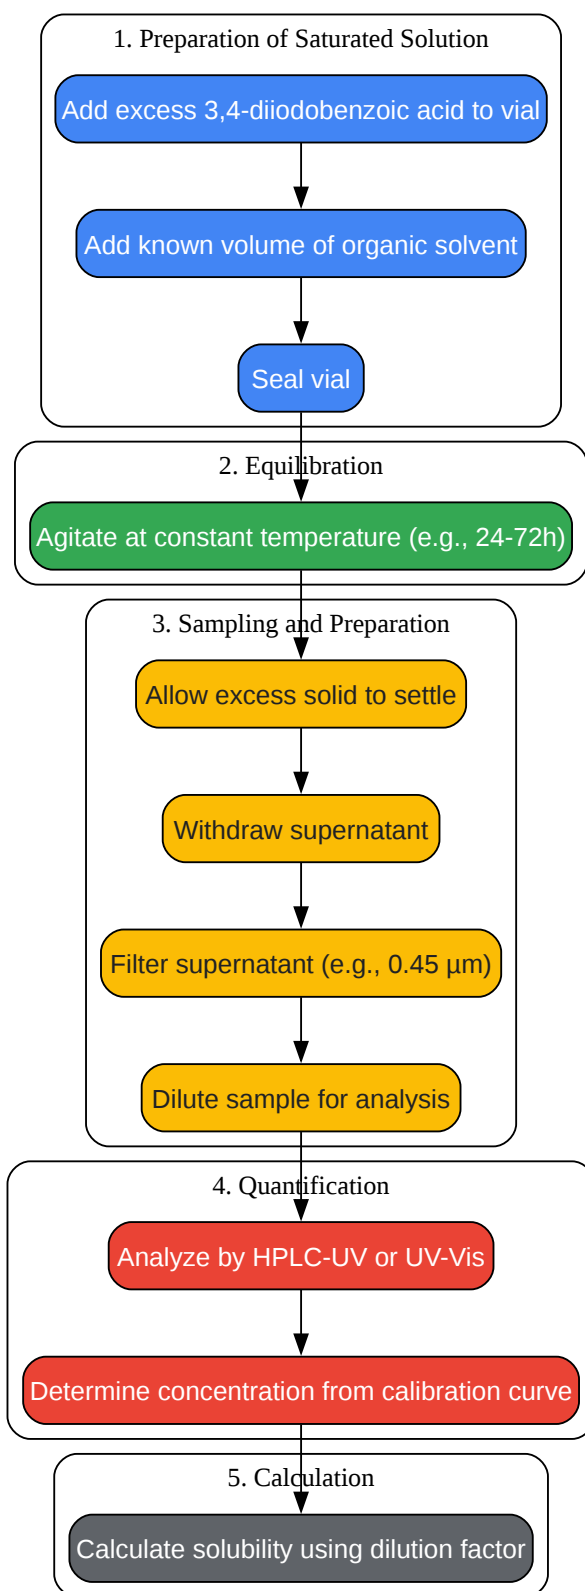 1. Preparation of Saturated Solution
Add excess 3,4-diiodobenzoic acid to vial
Add known volume of organic solvent
Seal vial
2. Equilibration
Agitate at constant temperature (e.g., 24-72h)
3. Sampling and Preparation
Allow excess solid to settle
Withdraw supernatant
Filter supernatant (e.g., 0.45 µm)
Dilute sample for analysis
4. Quantification
Analyze by HPLC-UV or UV-Vis
Determine concentration from calibration curve
5. Calculation
Calculate solubility using dilution factor